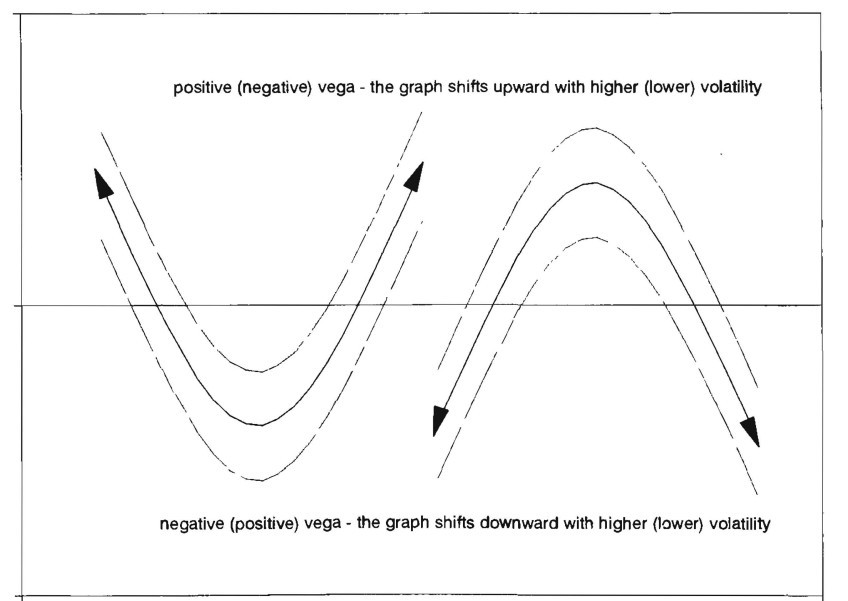 positive (negative) vega - the graph shifts upward with higher (lower) volatility
negative (positive) vega - the graph shifts downward with higher (lower) volatility